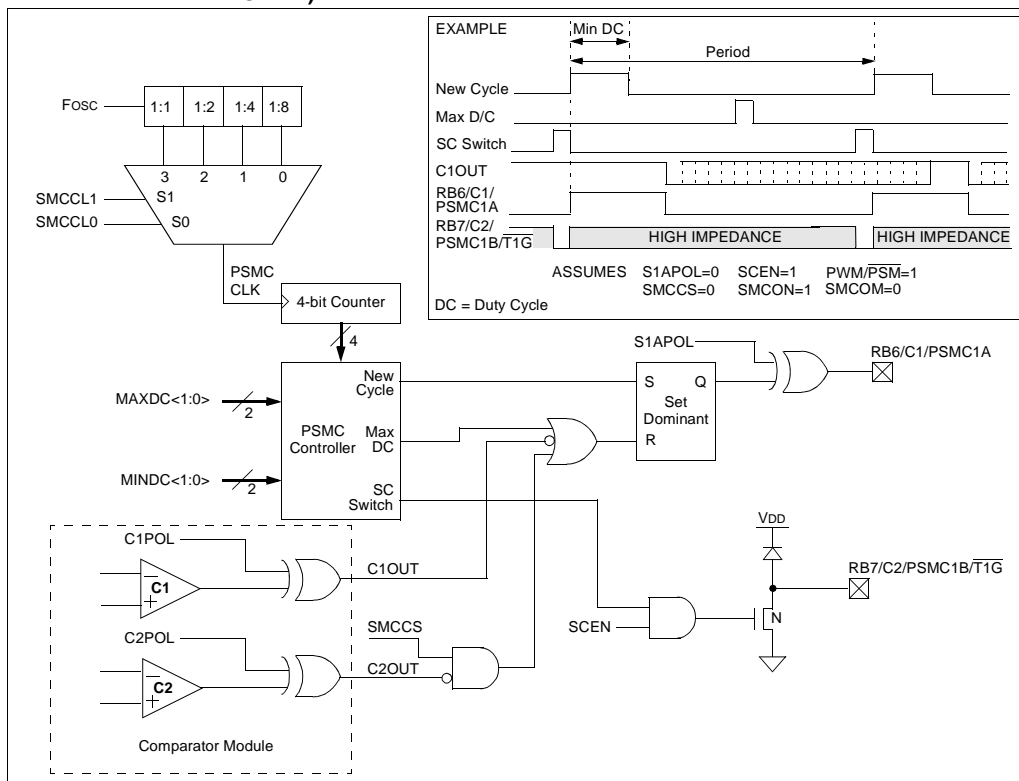 EXAMPLE
Min DC
Period
New Cycle
Max D/C
SC Switch
C1OUT
RB6/C1/
PSMC1A
RB7/C2/
PSMC1B/T1G
HIGH IMPEDANCE
HIGH IMPEDANCE
ASSUMES S1APOL=0 SCEN=1 PWM/PSM=1
SMCCS=0 SMCON=1 SMCOM=0
DC = Duty Cycle
FOSC
1:1 1:2 1:4 1:8
3 2 1 0
SMCCL1
S1
SMCCL0
S0
PSMC
CLK
4-bit Counter
4
MAXDC<1:0>
2
MINDC<1:0>
2
PSMC
Controller
New
Cycle
Max
DC
SC
Switch
S1APOL
S Q
Set
Dominant
R
RB6/C1/PSMC1A
C1POL
C1
C1OUT
C2POL
C2
C2OUT
SMCCS
SCEN
VDD
N
RB7/C2/PSMC1B/T1G
Comparator Module